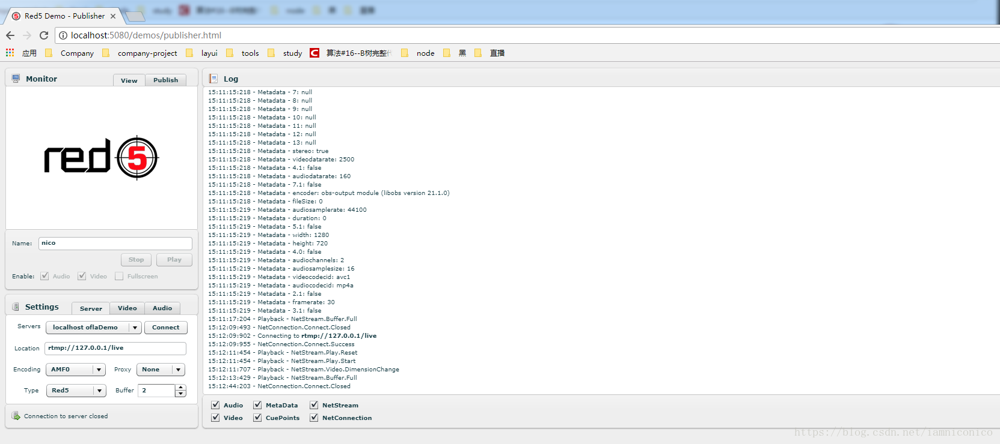 Red5 Demo - Publisher
localhost:5080/demos/publisher.html
应用 Company company-project layui tools study 算法#16--B树完整 node 黑 直播
Monitor View Publish
red5
Name: nico
Stop Play
Enable: Audio Video Fullscreen
Settings Server Video Audio
Servers localhost oflaDemo Connect
Location rtmp://127.0.0.1/live
Encoding AMF0 Proxy None
Type Red5 Buffer 2
Connection to server closed
Log
15:11:15:218 - Metadata - 7: null
15:11:15:218 - Metadata - 8: null
15:11:15:218 - Metadata - 9: null
15:11:15:218 - Metadata - 10: null
15:11:15:218 - Metadata - 11: null
15:11:15:218 - Metadata - 12: null
15:11:15:218 - Metadata - 13: null
15:11:15:218 - Metadata - stereo: true
15:11:15:218 - Metadata - videodatarate: 2500
15:11:15:218 - Metadata - 4.1: false
15:11:15:218 - Metadata - audiodatarate: 160
15:11:15:218 - Metadata - 7.1: false
15:11:15:218 - Metadata - encoder: obs-output module (libobs version 21.1.0)
15:11:15:218 - Metadata - fileSize: 0
15:11:15:219 - Metadata - audiosamplerate: 44100
15:11:15:219 - Metadata - duration: 0
15:11:15:219 - Metadata - 5.1: false
15:11:15:219 - Metadata - width: 1280
15:11:15:219 - Metadata - height: 720
15:11:15:219 - Metadata - 4.0: false
15:11:15:219 - Metadata - audiochannels: 2
15:11:15:219 - Metadata - audiosamplesize: 16
15:11:15:219 - Metadata - videocodecid: avc1
15:11:15:219 - Metadata - audiocodecid: mp4a
15:11:15:219 - Metadata - 2.1: false
15:11:15:219 - Metadata - framerate: 30
15:11:15:219 - Metadata - 3.1: false
15:11:17:204 - Playback - NetStream.Buffer.Full
15:12:09:493 - NetConnection.Connect.Closed
15:12:09:902 - Connecting to rtmp://127.0.0.1/live
15:12:09:955 - NetConnection.Connect.Success
15:12:11:454 - Playback - NetStream.Play.Reset
15:12:11:454 - Playback - NetStream.Play.Start
15:12:11:707 - Playback - NetStream.Video.DimensionChange
15:12:13:429 - Playback - NetStream.Buffer.Full
15:12:44:203 - NetConnection.Connect.Closed
Audio MetaData NetStream
Video CuePoints NetConnection
https://blog.csdn.net/iamniconico